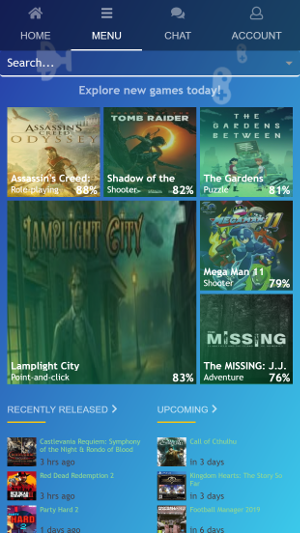 HOME MENU CHAT ACCOUNT
Search...
Explore new games today!
ASSASSIN'S CREED
ODYSSEY
Assassin's Creed:
Role-playing 88%
TOMB RAIDER
Shadow of the
Shooter 82%
THE
GARDENS
BETWEEN
The Gardens
Puzzle 81%
LAMPLIGHT CITY
Lamplight City
Point-and-click 83%
MEGAMAN 11
Mega Man 11
Shooter 79%
THE
MISSING
The MISSING: J.J.
Adventure 76%
RECENTLY RELEASED >
Castlevania Requiem: Symphony
of the Night & Rondo of Blood
3 hrs ago
Red Dead Redemption 2
3 hrs ago
HARD
2
Party Hard 2
1 days ago
UPCOMING >
Call of Cthulhu
in 3 days
Kingdom Hearts: The Story So
Far
in 3 days
Football Manager 2019
in 6 days